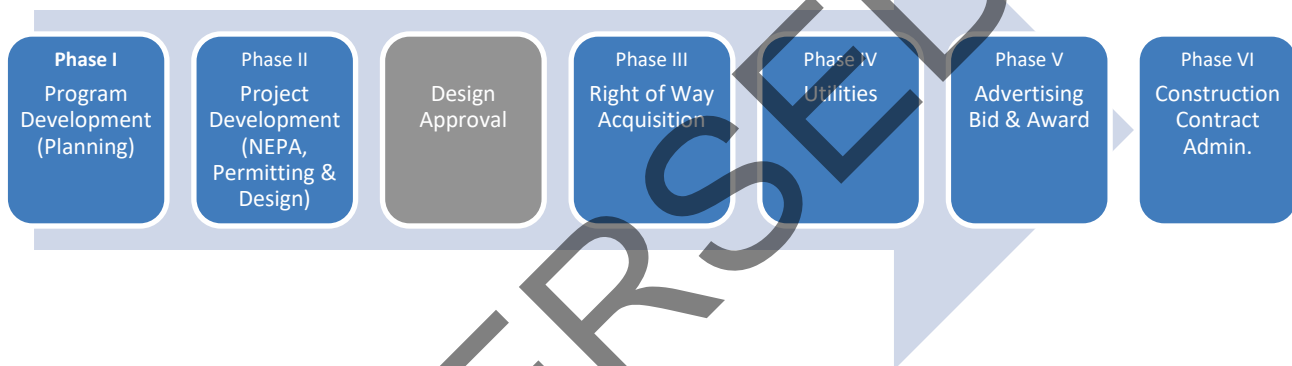 Phase I
Program
Development
(Planning)
Phase II
Project
Development
(NEPA,
Permitting &
Design)
Design
Approval
Phase III
Right of Way
Acquisition
Phase IV
Utilities
Phase V
Advertising
Bid & Award
Phase VI
Construction
Contract
Admin.
ERSED